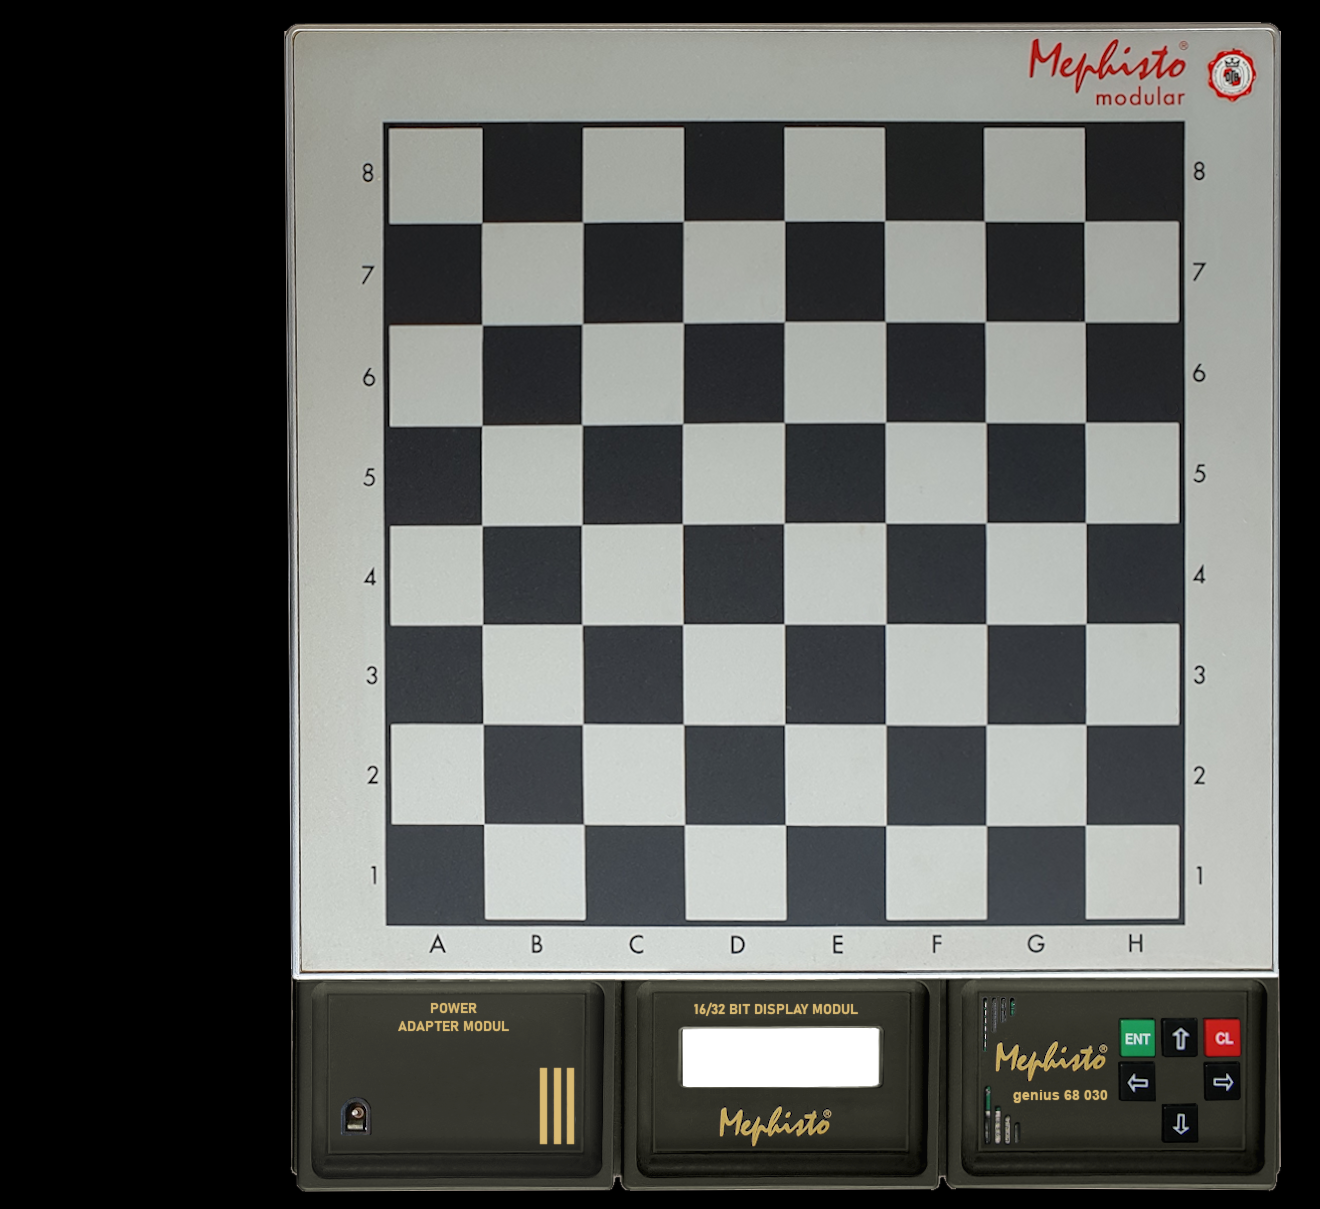 Mephisto®
modular
8 8
7 7
6 6
5 5
4 4
3 3
2 2
1 1
A B C D E F G H
POWER
ADAPTER MODUL
16/32 BIT DISPLAY MODUL
Mephisto®
Mephisto®
genius 68 030
ENT
CL